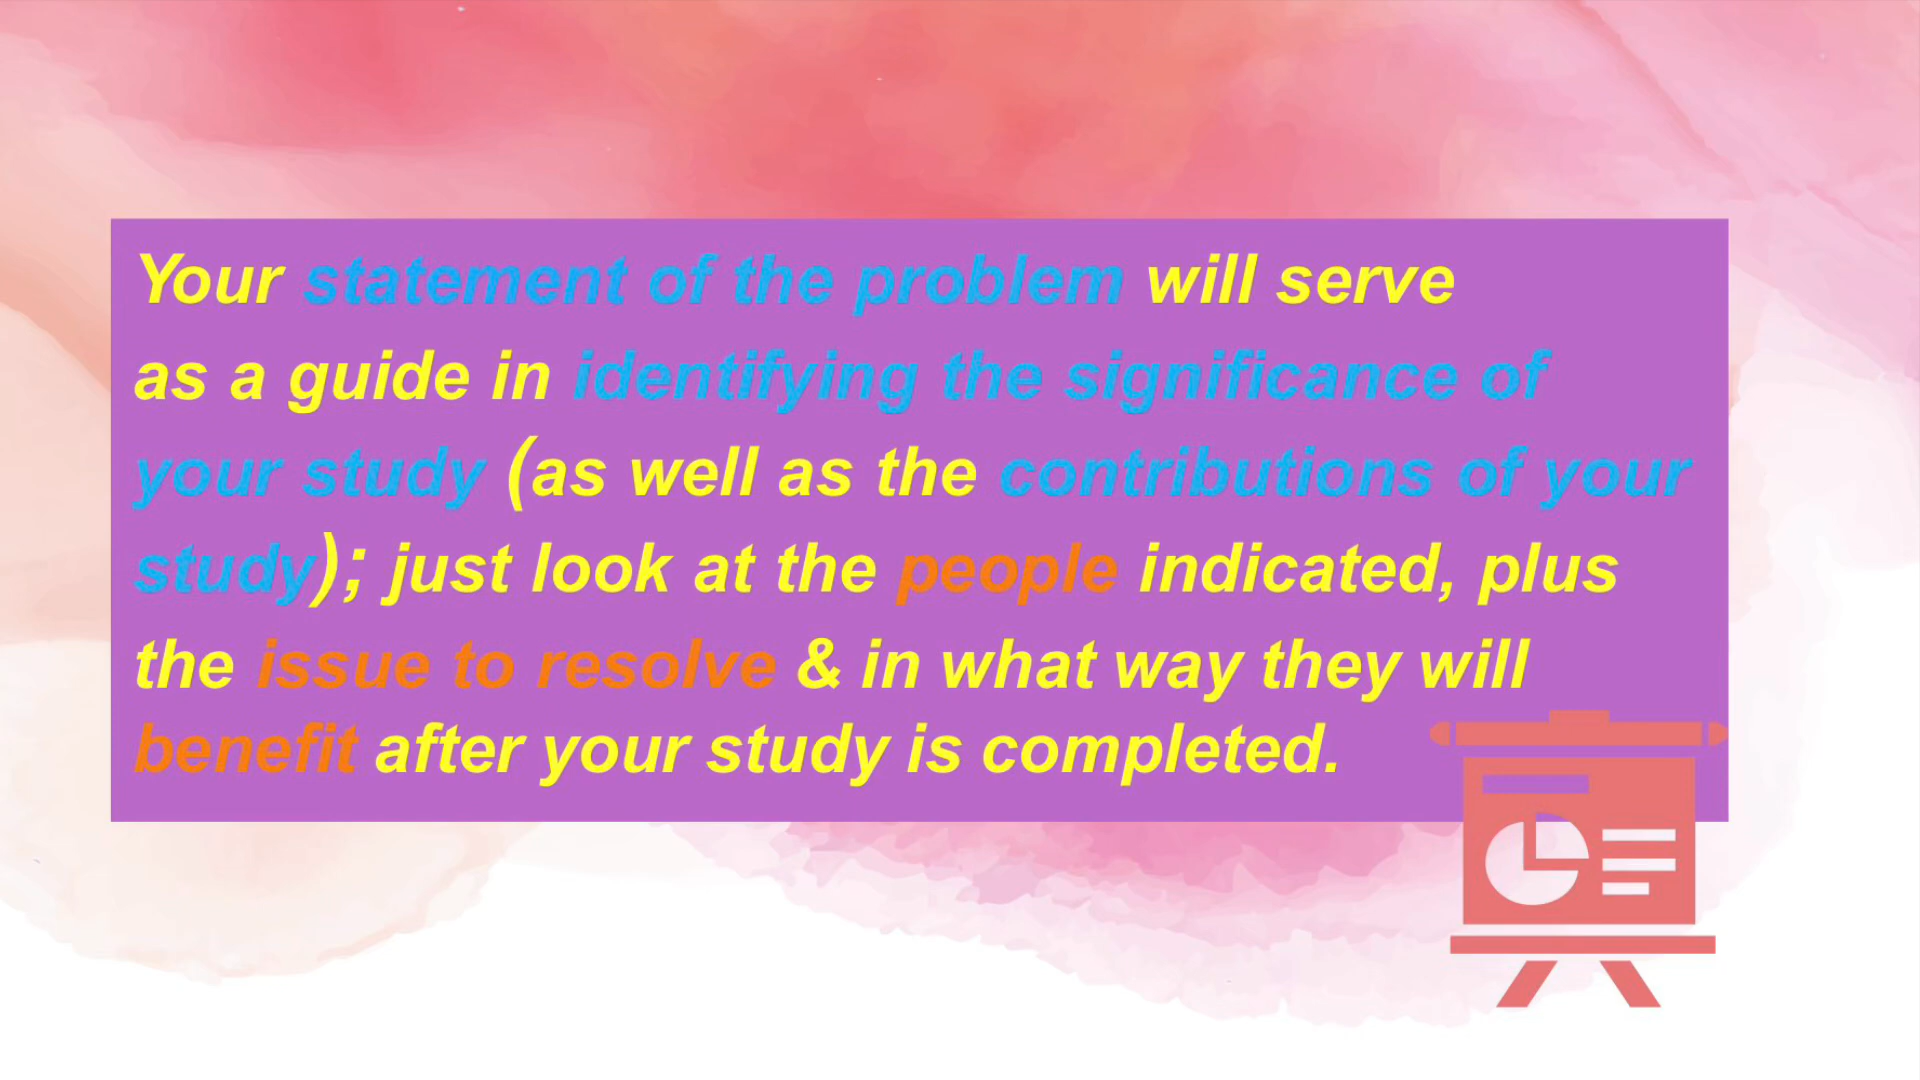 Your statement of the problem will serve
as a guide in identifying the significance of
your study (as well as the contributions of your
study); just look at the people indicated, plus
the issue to resolve & in what way they will
benefit after your study is completed.